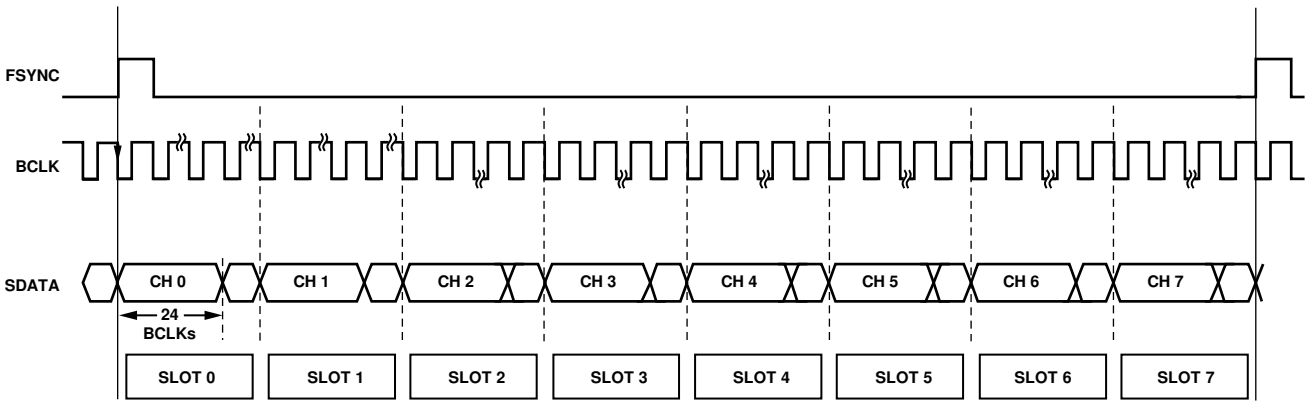 FSYNC
BCLK
SDATA
CH 0
CH 1
CH 2
CH 3
CH 4
CH 5
CH 6
CH 7
24
BCLKs
SLOT 0
SLOT 1
SLOT 2
SLOT 3
SLOT 4
SLOT 5
SLOT 6
SLOT 7